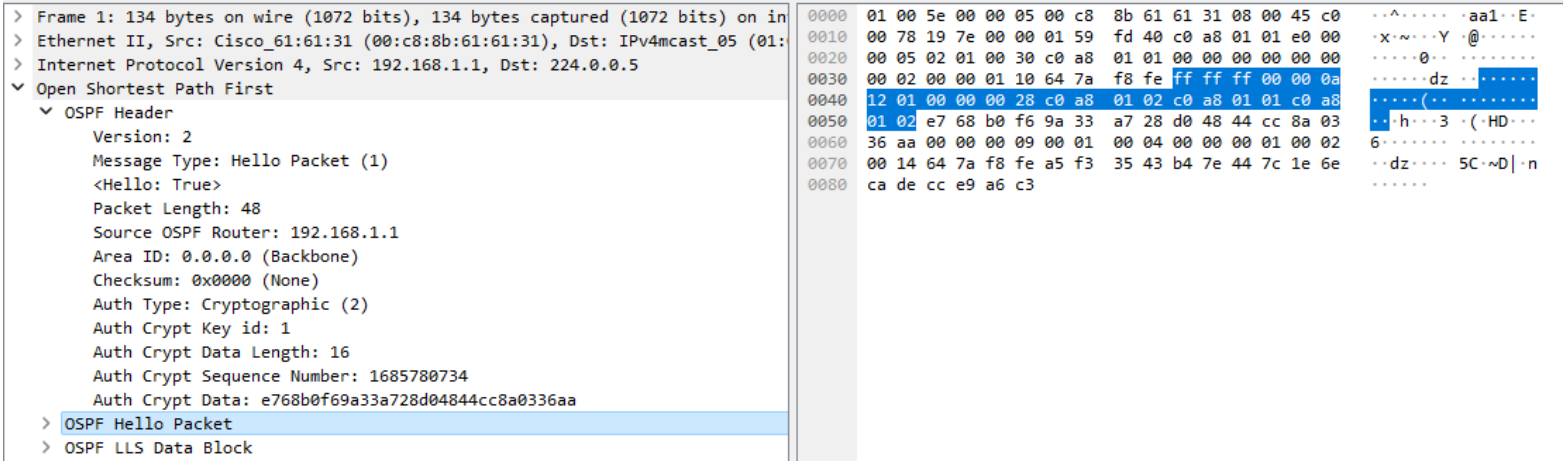 > Frame 1: 134 bytes on wire (1072 bits), 134 bytes captured (1072 bits) on in
> Ethernet II, Src: Cisco_61:61:31 (00:c8:8b:61:61:31), Dst: IPv4mcast_05 (01:
> Internet Protocol Version 4, Src: 192.168.1.1, Dst: 224.0.0.5
Open Shortest Path First
OSPF Header
Version: 2
Message Type: Hello Packet (1)
<Hello: True>
Packet Length: 48
Source OSPF Router: 192.168.1.1
Area ID: 0.0.0.0 (Backbone)
Checksum: 0x0000 (None)
Auth Type: Cryptographic (2)
Auth Crypt Key id: 1
Auth Crypt Data Length: 16
Auth Crypt Sequence Number: 1685780734
Auth Crypt Data: e768b0f69a33a728d04844cc8a0336aa
> OSPF Hello Packet
> OSPF LLS Data Block
0000 01 00 5e 00 00 05 00 c8 8b 61 61 31 08 00 45 c0 ··^····· ·aa1··E·
0010 00 78 19 7e 00 00 01 59 fd 40 c0 a8 01 01 e0 00 ·x·~···Y ·@······
0020 00 05 02 01 00 30 c0 a8 01 01 00 00 00 00 00 00 ·····0·· ········
0030 00 02 00 00 01 10 64 7a f8 fe ff ff ff 00 00 0a ······dz ········
0040 12 01 00 00 00 28 c0 a8 01 02 c0 a8 01 01 c0 a8 ·····(·· ········
0050 01 02 e7 68 b0 f6 9a 33 a7 28 d0 48 44 cc 8a 03 ···h···3 ·(·HD···
0060 36 aa 00 00 00 09 00 01 00 04 00 00 00 01 00 02 6······· ········
0070 00 14 64 7a f8 fe a5 f3 35 43 b4 7e 44 7c 1e 6e ··dz···· 5C·~D|·n
0080 ca de cc e9 a6 c3 ······